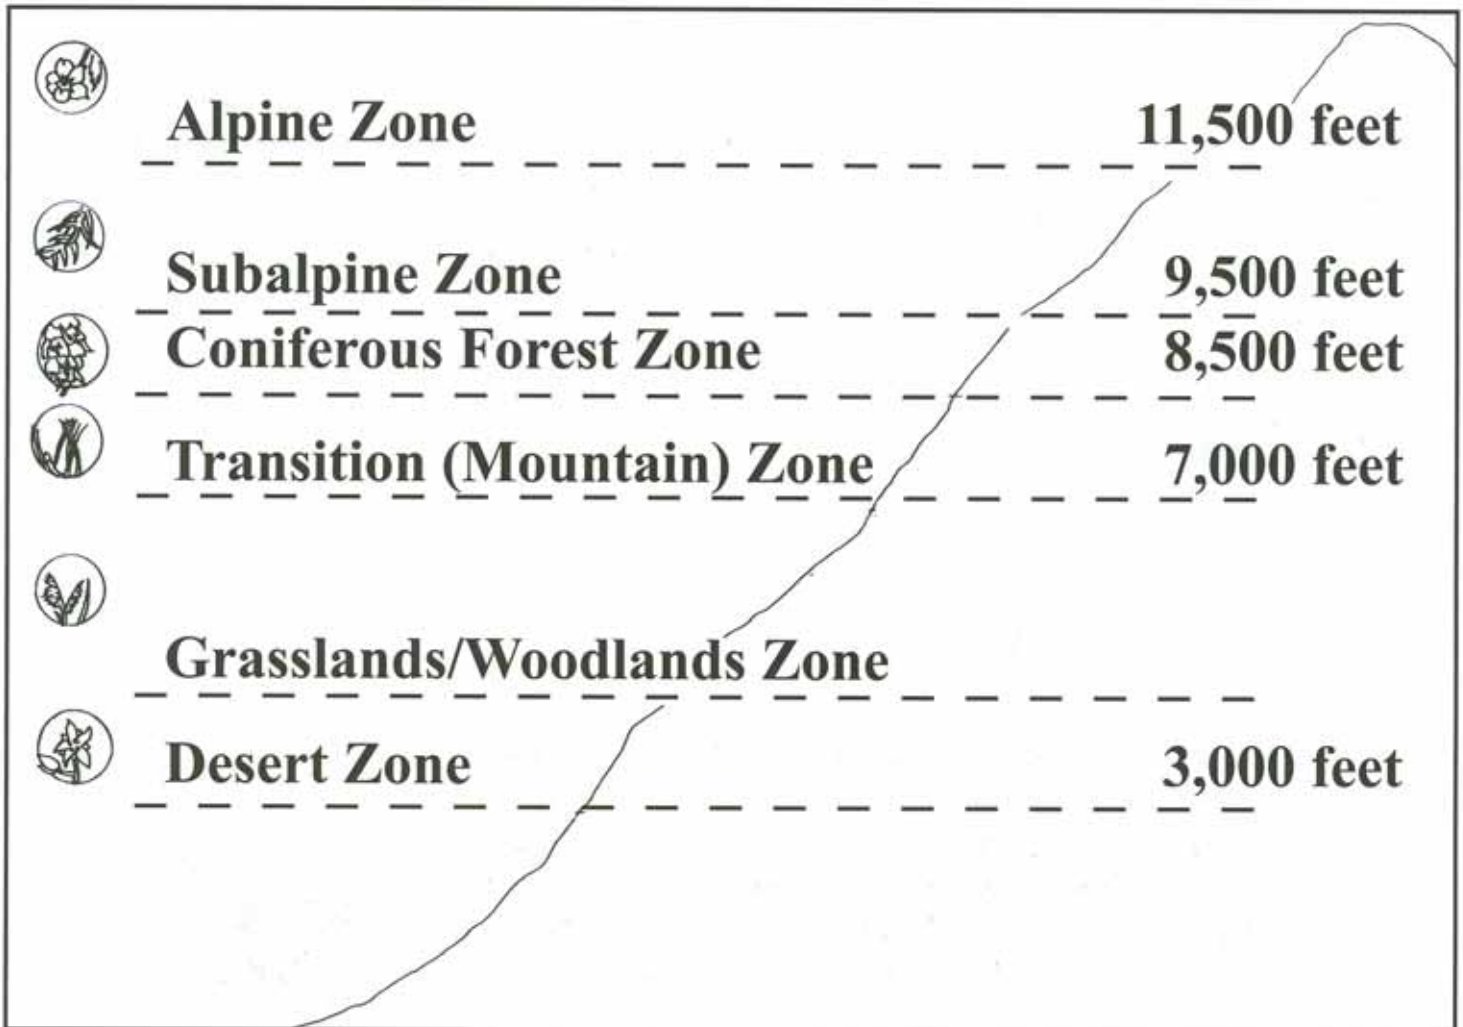 Alpine Zone 11,500 feet
Subalpine Zone 9,500 feet
Coniferous Forest Zone 8,500 feet
Transition (Mountain) Zone 7,000 feet
Grasslands/Woodlands Zone
Desert Zone 3,000 feet